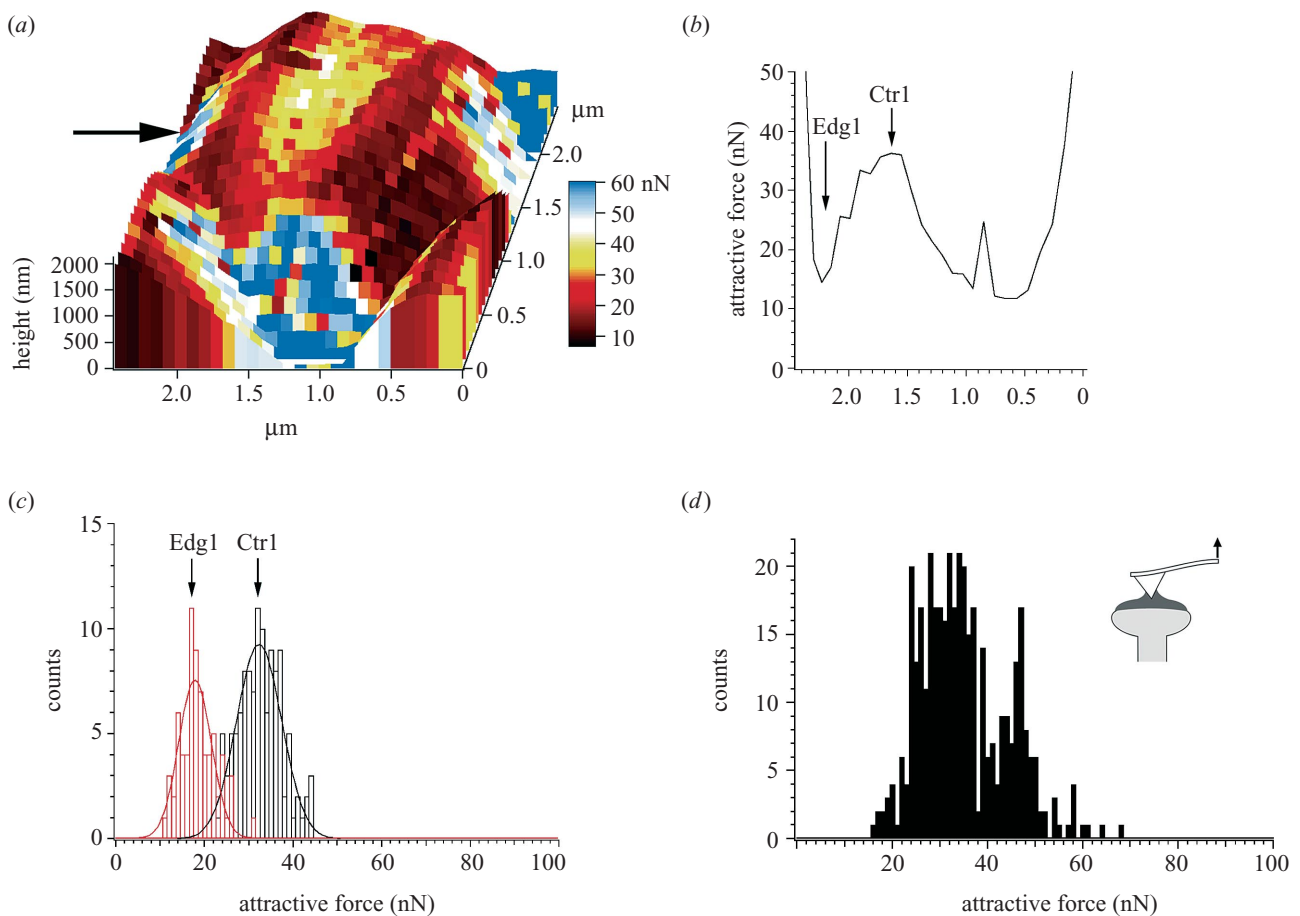 (a)
μm
2.0
1.5
1.0
0.5
0
60 nN
50
40
30
20
10
height (nm)
2000
1500
1000
500
0
2.0 1.5 1.0 0.5 0
μm
(b)
attractive force (nN)
50
40
30
20
10
0
Edg1
Ctr1
2.0 1.5 1.0 0.5 0
(c)
counts
15
10
5
0
Edg1 Ctr1
0 20 40 60 80 100
attractive force (nN)
(d)
counts
20
15
10
5
0
20 40 60 80 100
attractive force (nN)